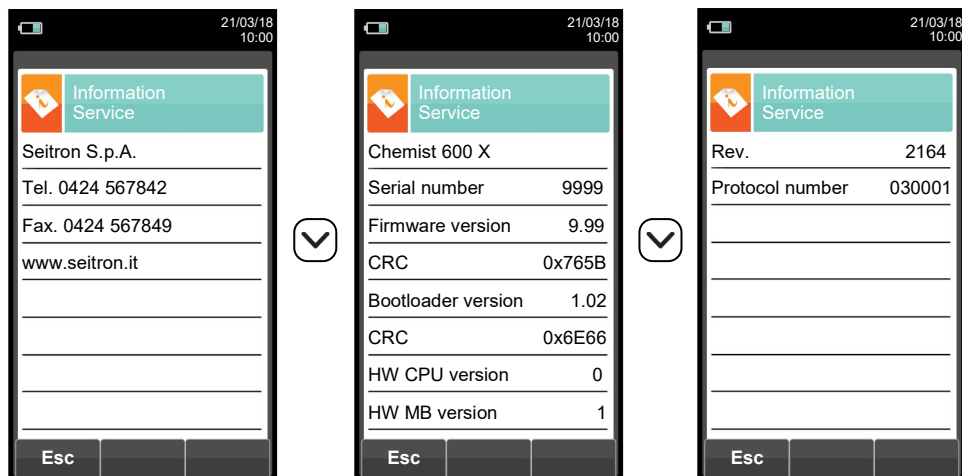 21/03/18
10:00
Information
Service
Seitron S.p.A.
Tel. 0424 567842
Fax. 0424 567849
www.seitron.it
Esc
21/03/18
10:00
Information
Service
Chemist 600 X
Serial number 9999
Firmware version 9.99
CRC 0x765B
Bootloader version 1.02
CRC 0x6E66
HW CPU version 0
HW MB version 1
Esc
21/03/18
10:00
Information
Service
Rev. 2164
Protocol number 030001
Esc